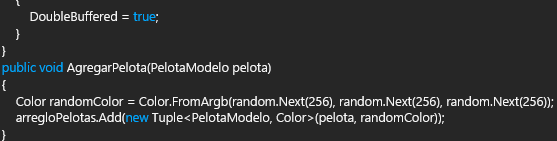 {
DoubleBuffered = true;
}
}
public void AgregarPelota(PelotaModelo pelota)
{
Color randomColor = Color.FromArgb(random.Next(256), random.Next(256), random.Next(256));
arregloPelotas.Add(new Tuple<PelotaModelo, Color>(pelota, randomColor));
}